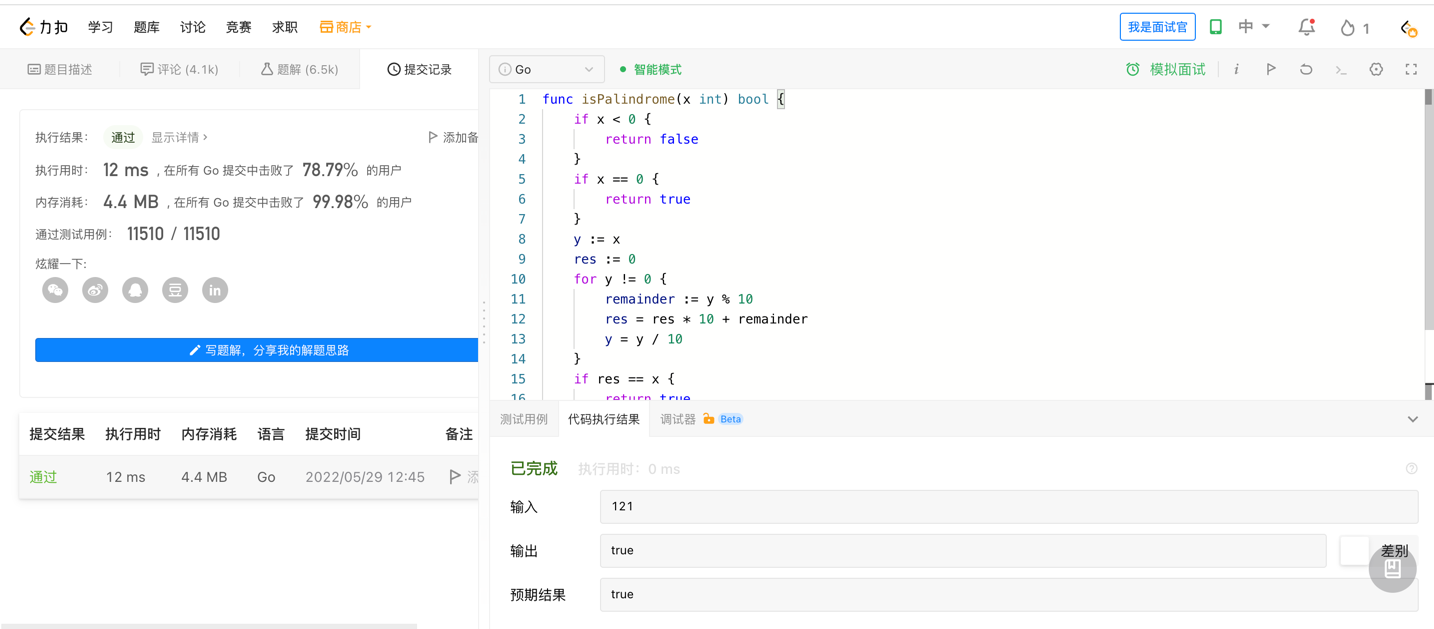 力扣 学习 题库 讨论 竞赛 求职 商店 我是面试官 中 1
题目描述 评论 (4.1k) 题解 (6.5k) 提交记录
执行结果： 通过 显示详情 > 添加备
执行用时： 12 ms , 在所有 Go 提交中击败了 78.79% 的用户
内存消耗： 4.4 MB , 在所有 Go 提交中击败了 99.98% 的用户
通过测试用例： 11510 / 11510
炫耀一下:
豆 in
写题解，分享我的解题思路
提交结果 执行用时 内存消耗 语言 提交时间 备注
通过 12 ms 4.4 MB Go 2022/05/29 12:45 添
i Go 智能模式 模拟面试 i
1 func isPalindrome(x int) bool {
2 if x < 0 {
3 return false
4 }
5 if x == 0 {
6 return true
7 }
8 y := x
9 res := 0
10 for y != 0 {
11 remainder := y % 10
12 res = res * 10 + remainder
13 y = y / 10
14 }
15 if res == x {
16 return true
测试用例 代码执行结果 调试器 Beta
已完成 执行用时：0 ms ?
输入 121
输出 true 差别
预期结果 true